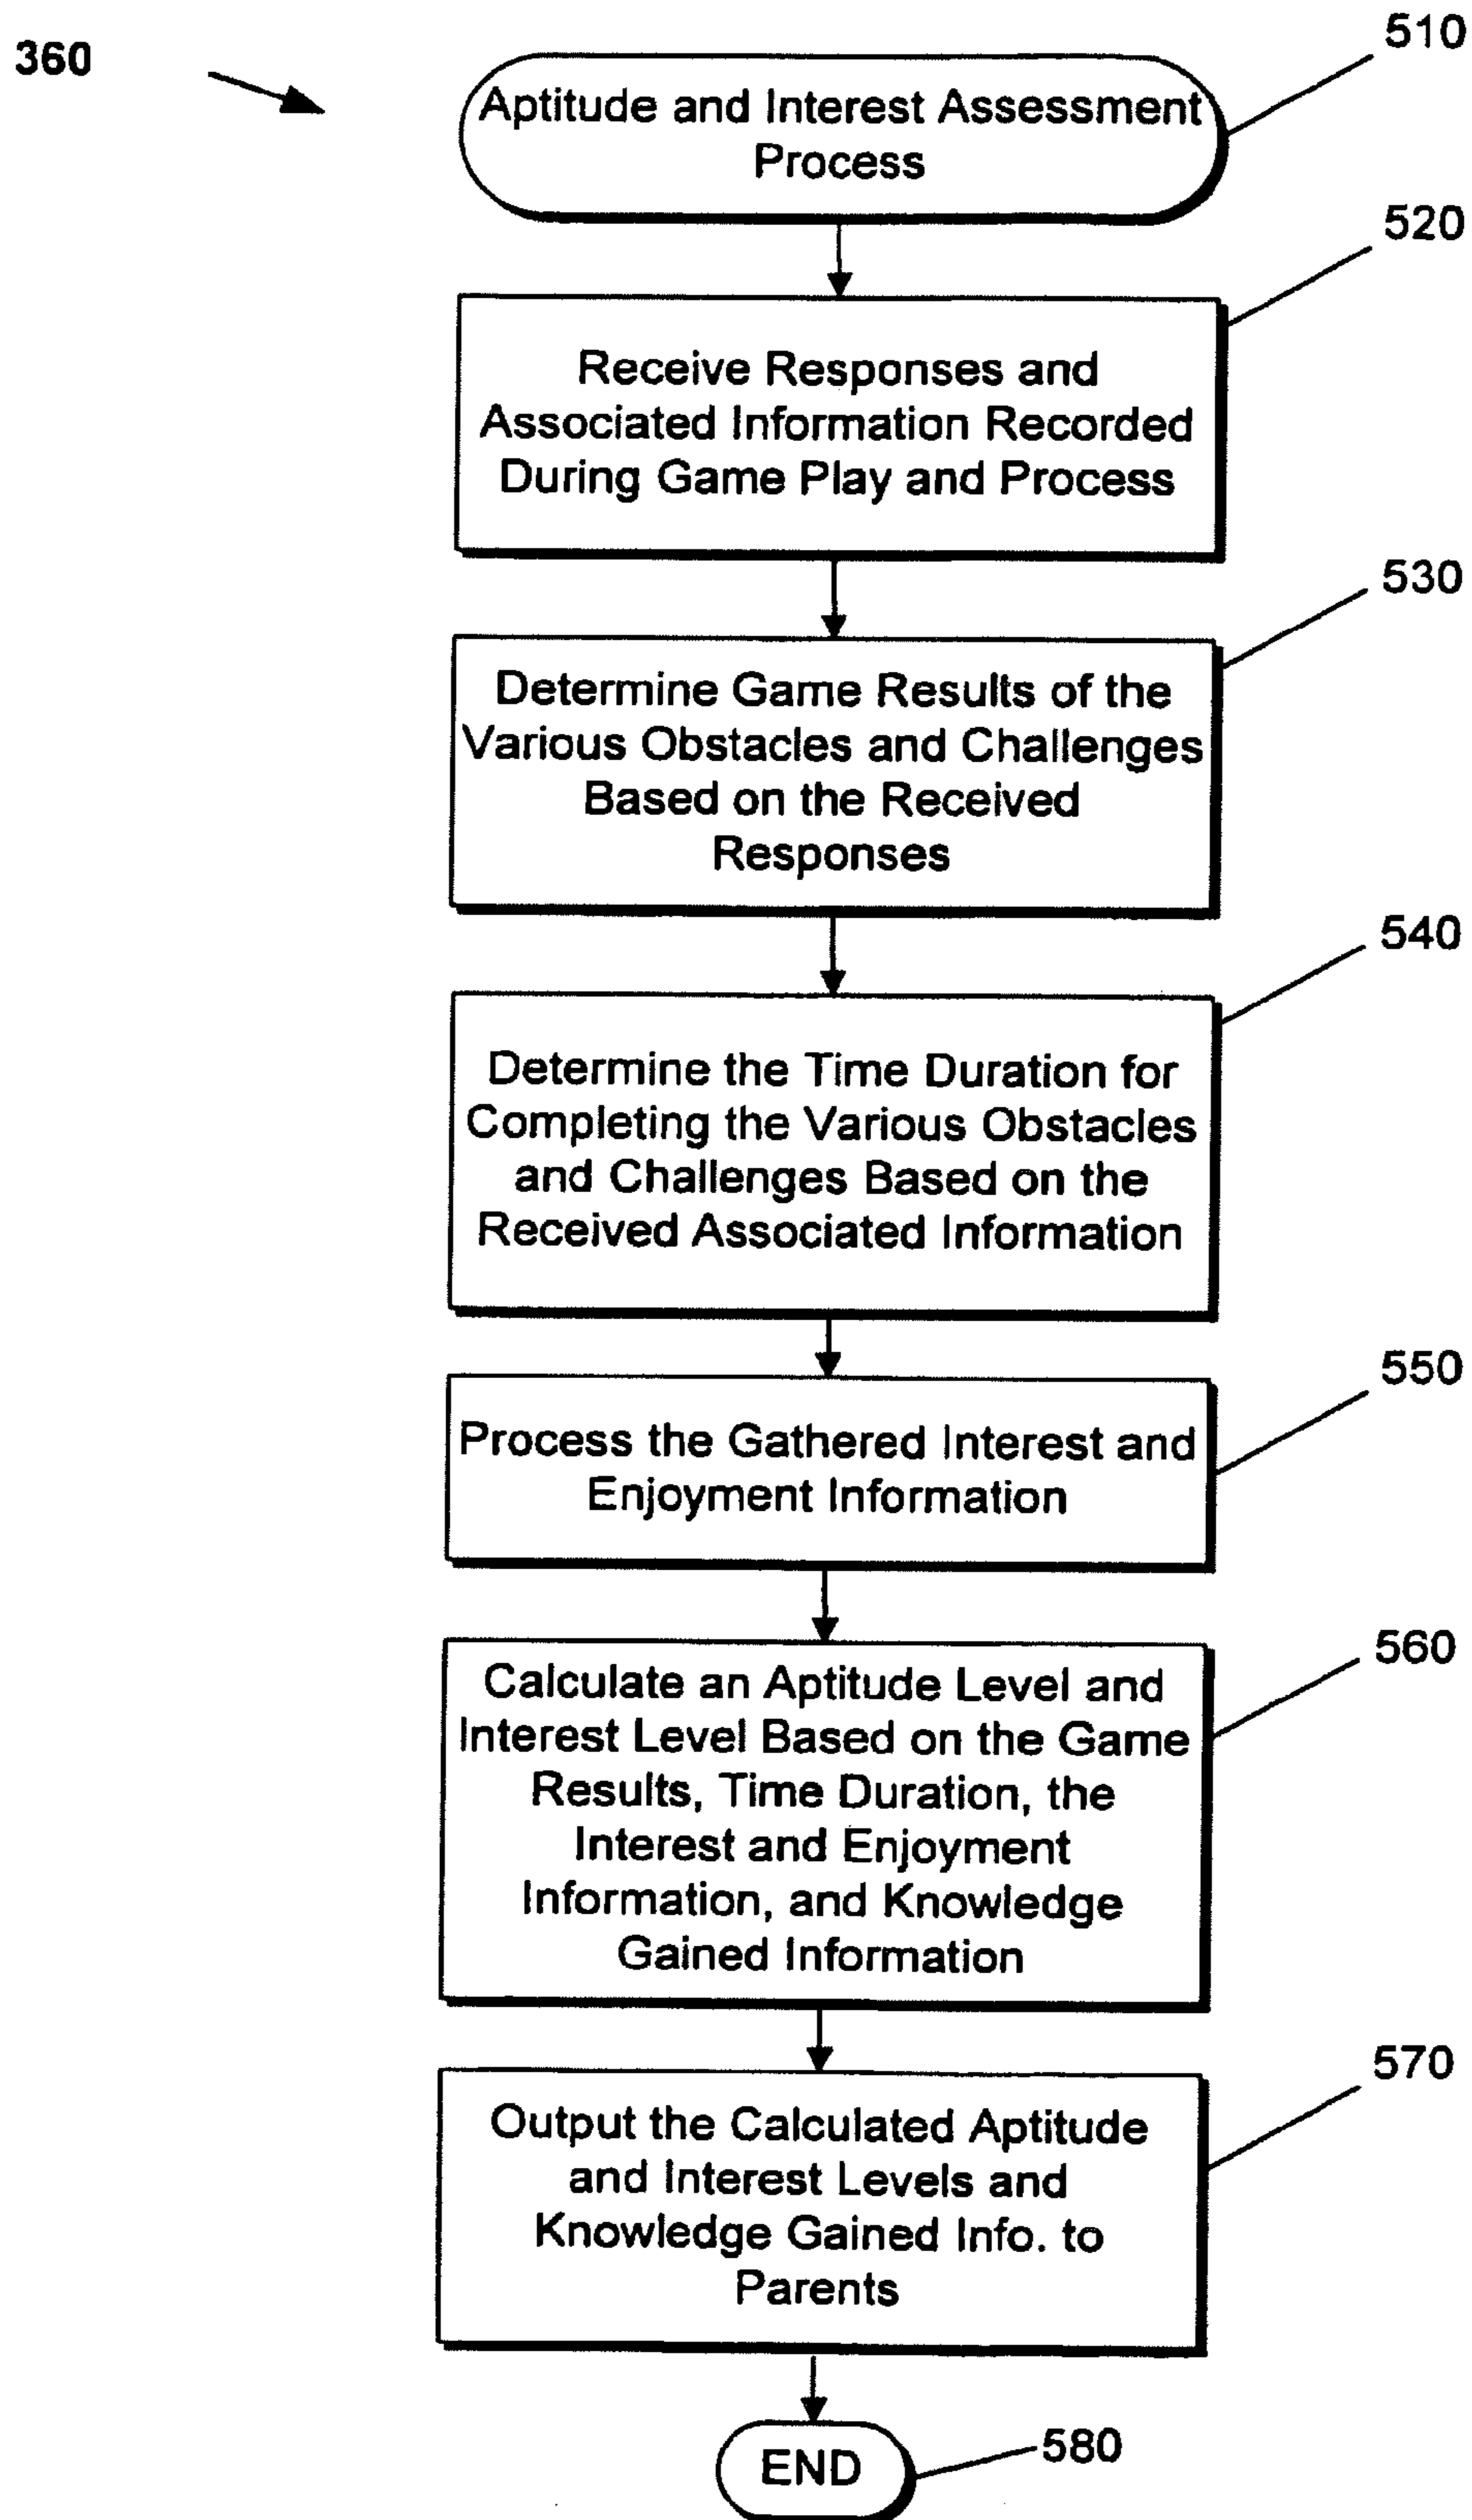 360
510
Aptitude and Interest Assessment
Process
520
Receive Responses and
Associated Information Recorded
During Game Play and Process
530
Determine Game Results of the
Various Obstacles and Challenges
Based on the Received
Responses
540
Determine the Time Duration for
Completing the Various Obstacles
and Challenges Based on the
Received Associated Information
550
Process the Gathered Interest and
Enjoyment Information
560
Calculate an Aptitude Level and
Interest Level Based on the Game
Results, Time Duration, the
Interest and Enjoyment
Information, and Knowledge
Gained Information
570
Output the Calculated Aptitude
and Interest Levels and
Knowledge Gained Info. to
Parents
END
580